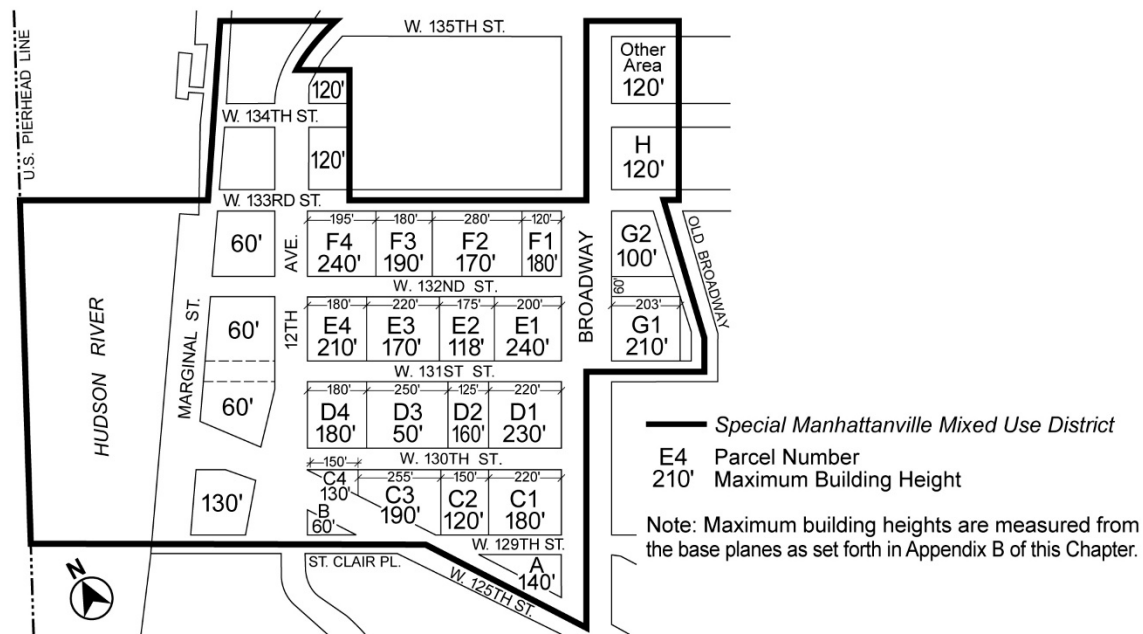 U.S. PIERHEAD LINE
W. 135TH ST.
Other
Area
120'
120'
W. 134TH ST.
120'
H
120'
W. 133RD ST.
60'
AVE.
195' 180' 280' 120'
F4 F3 F2 F1
240' 190' 170' 180'
BROADWAY
G2
100'
OLD BROADWAY
W. 132ND ST.
60'
HUDSON RIVER
MARGINAL ST.
60'
12TH
180' 220' 175' 200'
E4 E3 E2 E1
210' 170' 118' 240'
203'
G1
210'
W. 131ST ST.
60'
180' 250' 125' 220'
D4 D3 D2 D1
180' 50' 160' 230'
W. 130TH ST.
130'
150' 255' 150' 220'
C4 C3 C2 C1
130' 190' 120' 180'
B
60'
W. 129TH ST.
ST. CLAIR PL.
A
140'
W. 125TH ST.
N
Special Manhattanville Mixed Use District
E4 Parcel Number
210' Maximum Building Height
Note: Maximum building heights are measured from
the base planes as set forth in Appendix B of this Chapter.